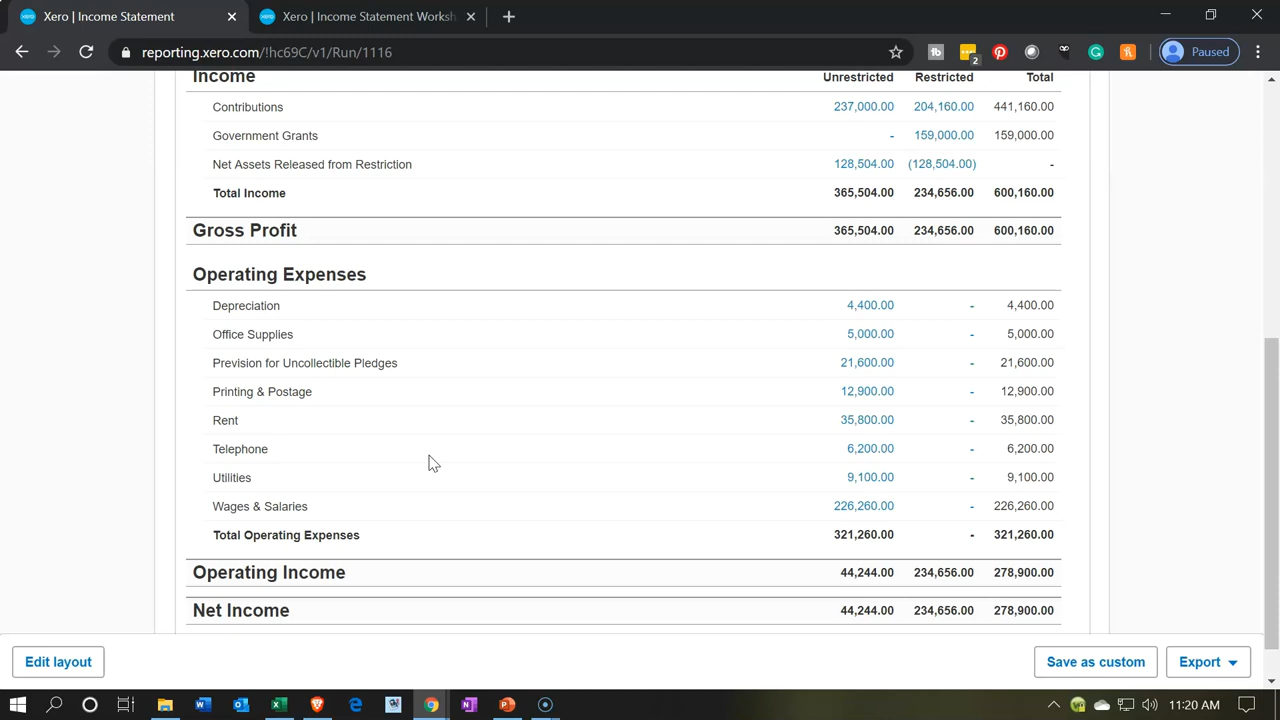 Xero | Income Statement
Xero | Income Statement Worksh
reporting.xero.com/!hc69C/v1/Run/1116
2
Paused
Income Unrestricted Restricted Total
Contributions 237,000.00 204,160.00 441,160.00
Government Grants - 159,000.00 159,000.00
Net Assets Released from Restriction 128,504.00 (128,504.00) -
Total Income 365,504.00 234,656.00 600,160.00
Gross Profit 365,504.00 234,656.00 600,160.00
Operating Expenses
Depreciation 4,400.00 - 4,400.00
Office Supplies 5,000.00 - 5,000.00
Prevision for Uncollectible Pledges 21,600.00 - 21,600.00
Printing & Postage 12,900.00 - 12,900.00
Rent 35,800.00 - 35,800.00
Telephone 6,200.00 - 6,200.00
Utilities 9,100.00 - 9,100.00
Wages & Salaries 226,260.00 - 226,260.00
Total Operating Expenses 321,260.00 - 321,260.00
Operating Income 44,244.00 234,656.00 278,900.00
Net Income 44,244.00 234,656.00 278,900.00
Edit layout
Save as custom
Export
11:20 AM